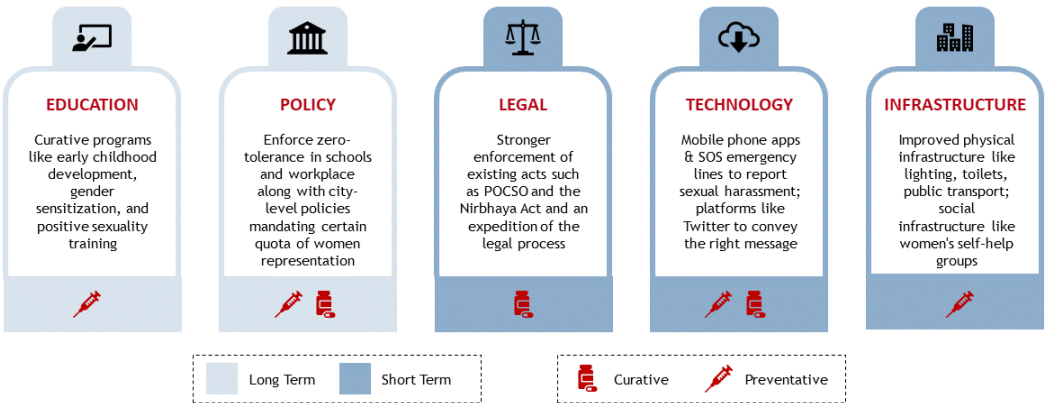 EDUCATION
Curative programs
like early childhood
development,
gender
sensitization, and
positive sexuality
training
POLICY
Enforce zero-
tolerance in schools
and workplace
along with city-
level policies
mandating certain
quota of women
representation
LEGAL
Stronger
enforcement of
existing acts such
as POCSO and the
Nirbhaya Act and an
expedition of the
legal process
TECHNOLOGY
Mobile phone apps
& SOS emergency
lines to report
sexual harassment;
platforms like
Twitter to convey
the right message
INFRASTRUCTURE
Improved physical
infrastructure like
lighting, toilets,
public transport;
social
infrastructure like
women's self-help
groups
Long Term
Short Term
Curative
Preventative